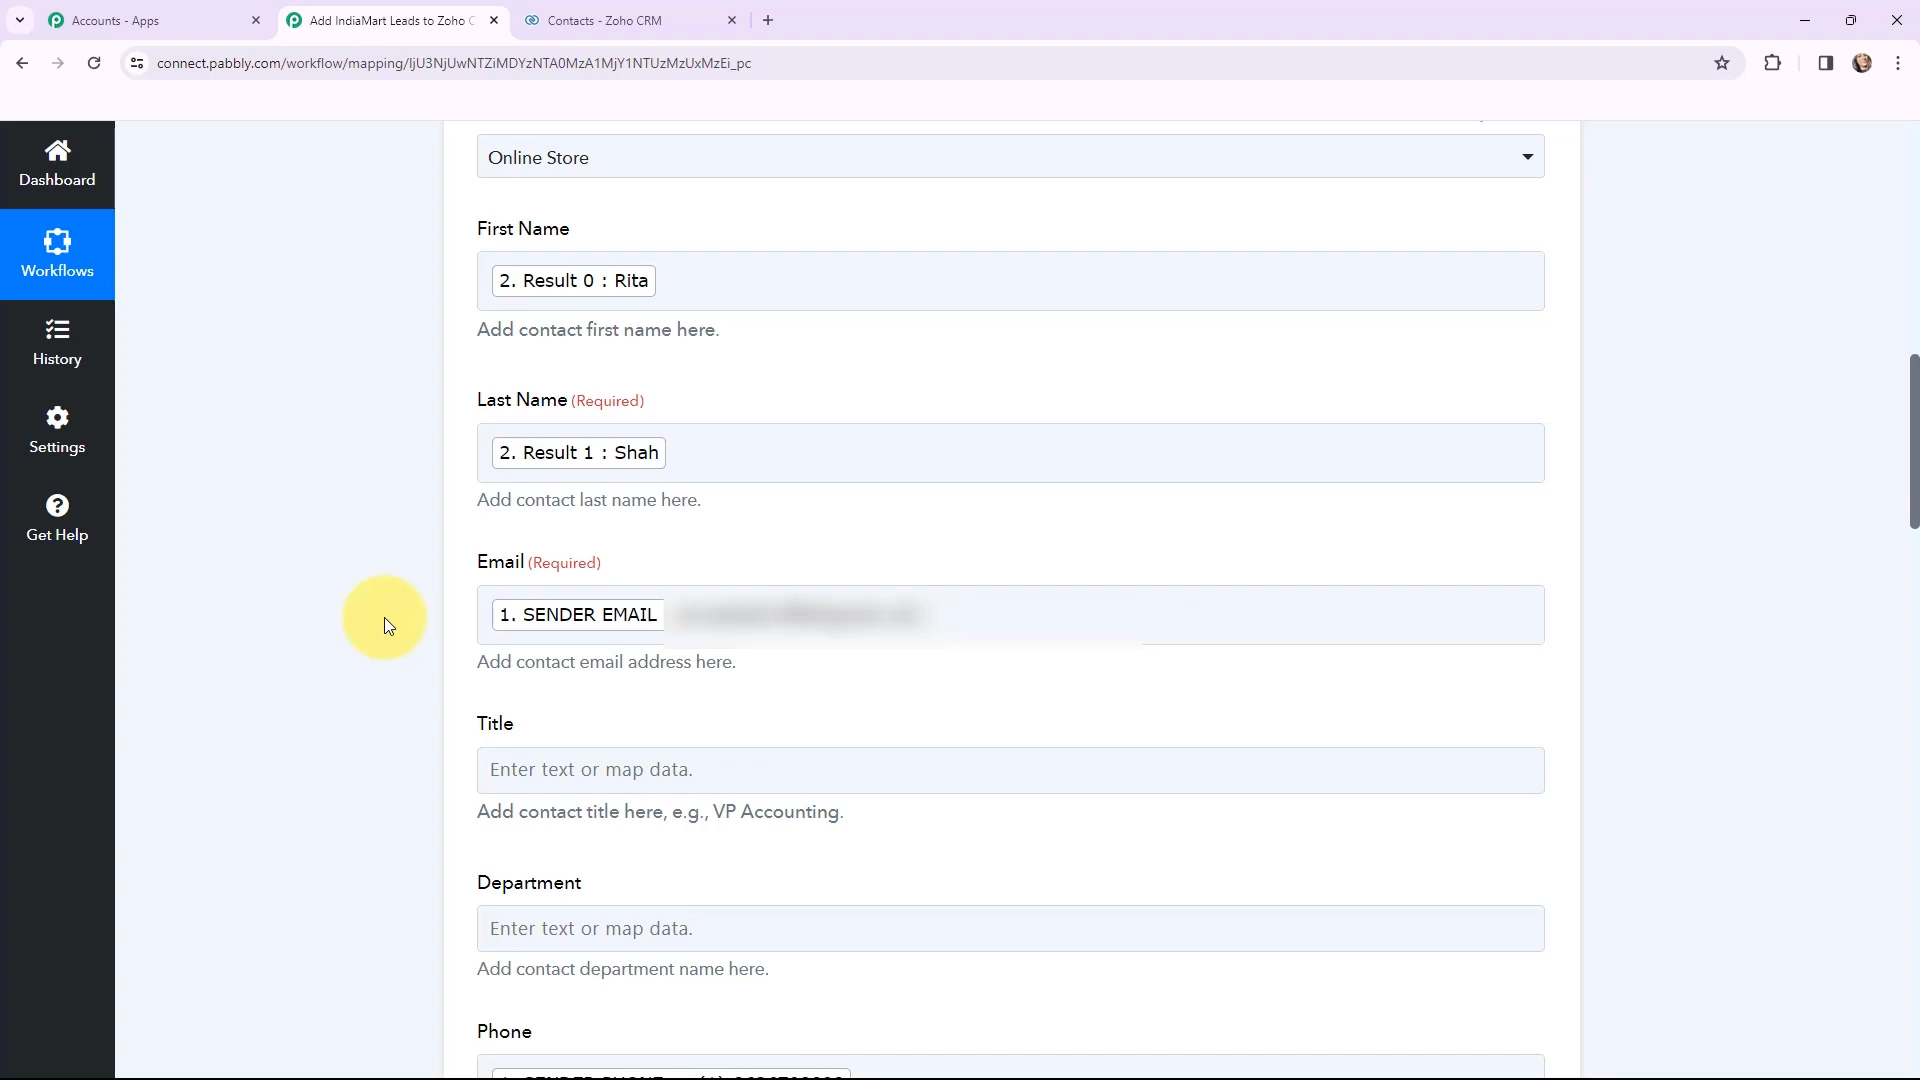 Accounts - Apps
Add IndiaMart Leads to Zoho C
Contacts - Zoho CRM
connect.pabbly.com/workflow/mapping/IjU3NjUwNTZiMDYzNTA0MzA1MjY1NTUzMzUxMzEi_pc
Dashboard
Workflows
History
Settings
Get Help
Online Store
First Name
2. Result 0 : Rita
Add contact first name here.
Last Name (Required)
2. Result 1 : Shah
Add contact last name here.
Email (Required)
1. SENDER EMAIL
Add contact email address here.
Title
Enter text or map data.
Add contact title here, e.g., VP Accounting.
Department
Enter text or map data.
Add contact department name here.
Phone